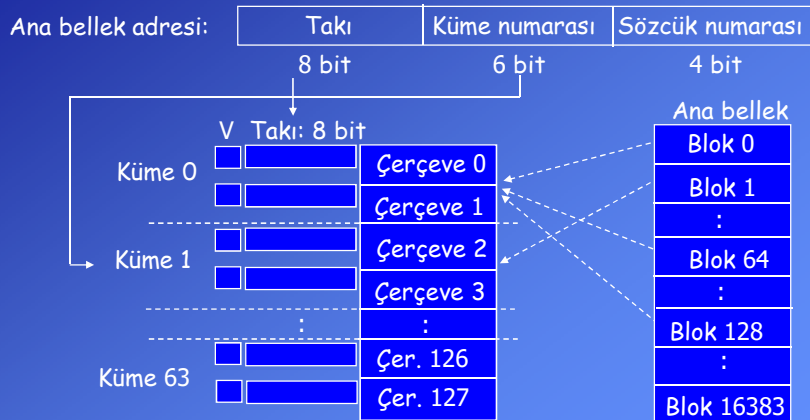 Ana bellek adresi: Takı Küme numarası Sözcük numarası
8 bit 6 bit 4 bit
Ana bellek
V Takı: 8 bit
Blok 0
Küme 0
Çerçeve 0
Çerçeve 1
Blok 1
:
Küme 1
Çerçeve 2
Blok 64
Çerçeve 3
:
: :
Blok 128
Küme 63
Çer. 126
:
Çer. 127
Blok 16383